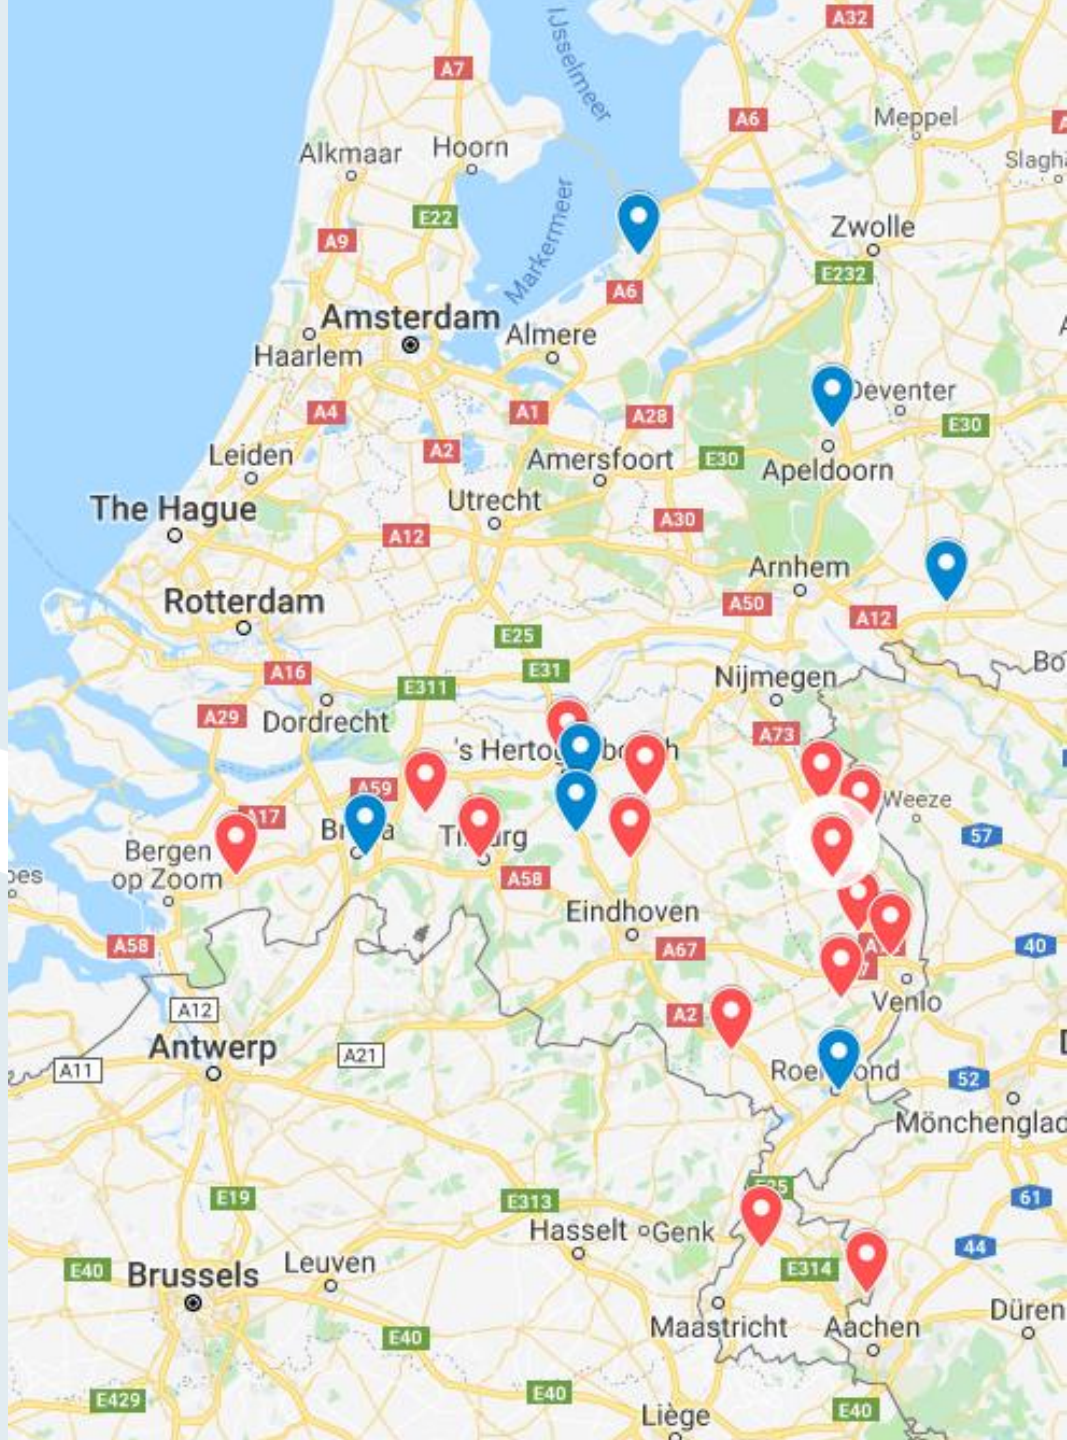 IJsselmeer
A32
A7
A6
Meppel
Alkmaar
Hoorn
Slagh
E22
Markermeer
Zwolle
A9
E232
A6
Amsterdam
Almere
Haarlem
Deventer
A4
A1
A28
E30
A2
Leiden
Amersfoort
E30
Apeldoorn
Utrecht
The Hague
A30
A12
Arnhem
Rotterdam
A50
A12
E25
E31
Bo
A16
E311
Nijmegen
A29
Dordrecht
A73
's Hertog
h
A59
Weeze
A17
57
Bergen
op Zoom
oes
A58
Eindhoven
A58
A67
40
A12
Venlo
A2
Antwerp
A21
A11
52
Mönchenglad
E19
E313
61
Hasselt
Genk
44
Leuven
E314
E40
Brussels
Düren
Maastricht
Aachen
E40
E429
E40
Liège
E40